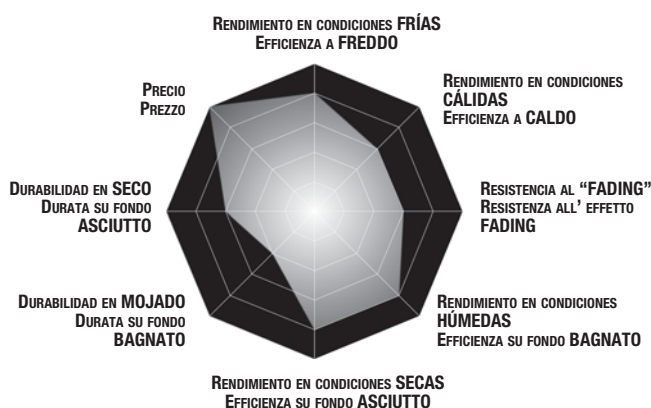 RENDIMIENTO EN CONDICIONES FRÍAS
EFFICIENZA A FREDDO
RENDIMIENTO EN CONDICIONES
CÁLIDAS
EFFICIENZA A CALDO
RESISTENCIA AL “FADING”
RESISTENZA ALL’ EFFETTO
FADING
RENDIMIENTO EN CONDICIONES
HÚMEDAS
EFFICIENZA SU FONDO BAGNATO
RENDIMIENTO EN CONDICIONES SECAS
EFFICIENZA SU FONDO ASCIUTTO
DURABILIDAD EN MOJADO
DURATA SU FONDO
BAGNATO
DURABILIDAD EN SECO
DURATA SU FONDO
ASCIUTTO
PRECIO
PREZZO